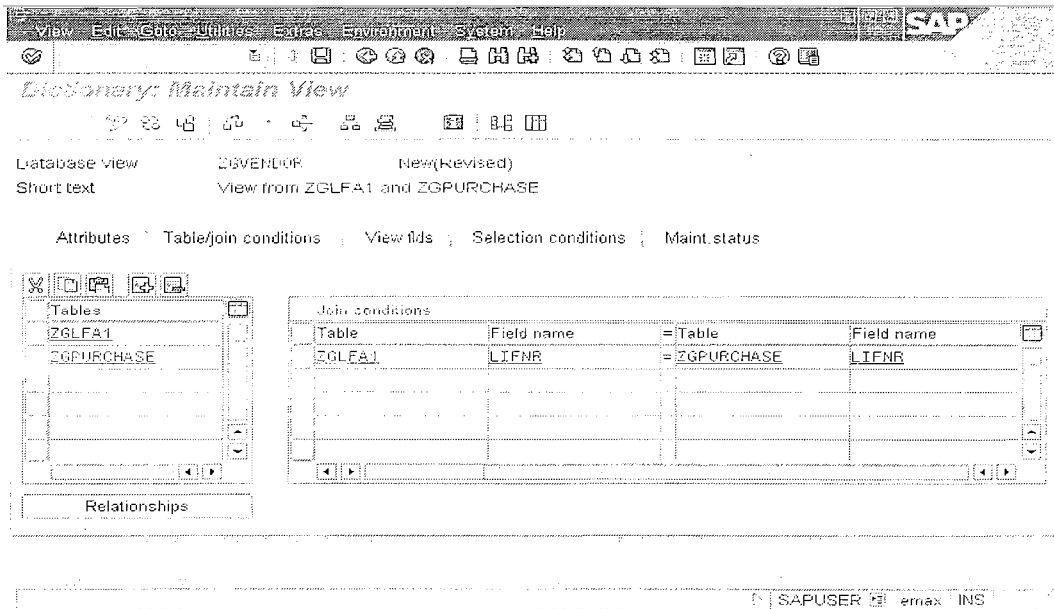 View Edit Goto Utilities Extras Environment System Help
SAP
Dictionary: Maintain View
Database view ZGVENDOR New(Revised)
Short text View from ZGLFA1 and ZGPURCHASE
Attributes Table/join conditions View flds Selection conditions Maint.status
Tables
ZGLFA1
ZGPURCHASE
Relationships
Join conditions
Table Field name = Table Field name
ZGLFA1 LIFNR = ZGPURCHASE LIFNR
SAPUSER emax INS